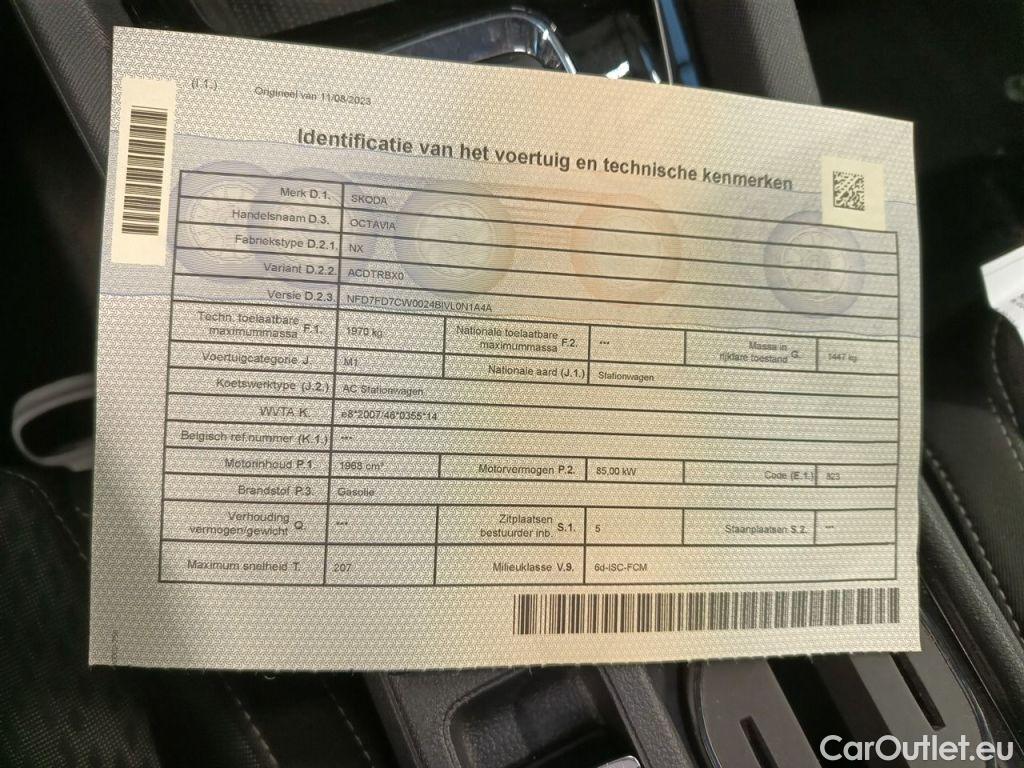 (I.1.) Origineel van 11/08/2023
Identificatie van het voertuig en technische kenmerken
Merk D.1. SKODA
Handelsnaam D.3. OCTAVIA
Fabriekstype D.2.1. NX
Variant D.2.2. ACDTRBX0
Versie D.2.3. NFD7FD7CW0024BIVL0N1A4A
Techn. toelaatbare maximummassa F.1. 1970 kg Nationale toelaatbare maximummassa F.2. --- Massa in rijklare toestand G. 1447 kg
Voertuigcategorie J. M1 Nationale aard (J.1.) Stationwagen
Koetswerktype (J.2.) AC Stationwagen
WVTA K. e8*2007/46*0355*14
Belgisch ref.nummer (K.1.) ---
Motorinhoud P.1. 1968 cm³ Motorvermogen P.2. 85,00 kW Code (E.1.) 823
Brandstof P.3. Gasolie
Verhouding vermogen/gewicht Q. --- Zitplaatsen bestuurder inb. S.1. 5 Staanplaatsen S.2. ---
Maximum snelheid T. 207 Milieuklasse V.9. 6d-ISC-FCM
CarOutlet.eu